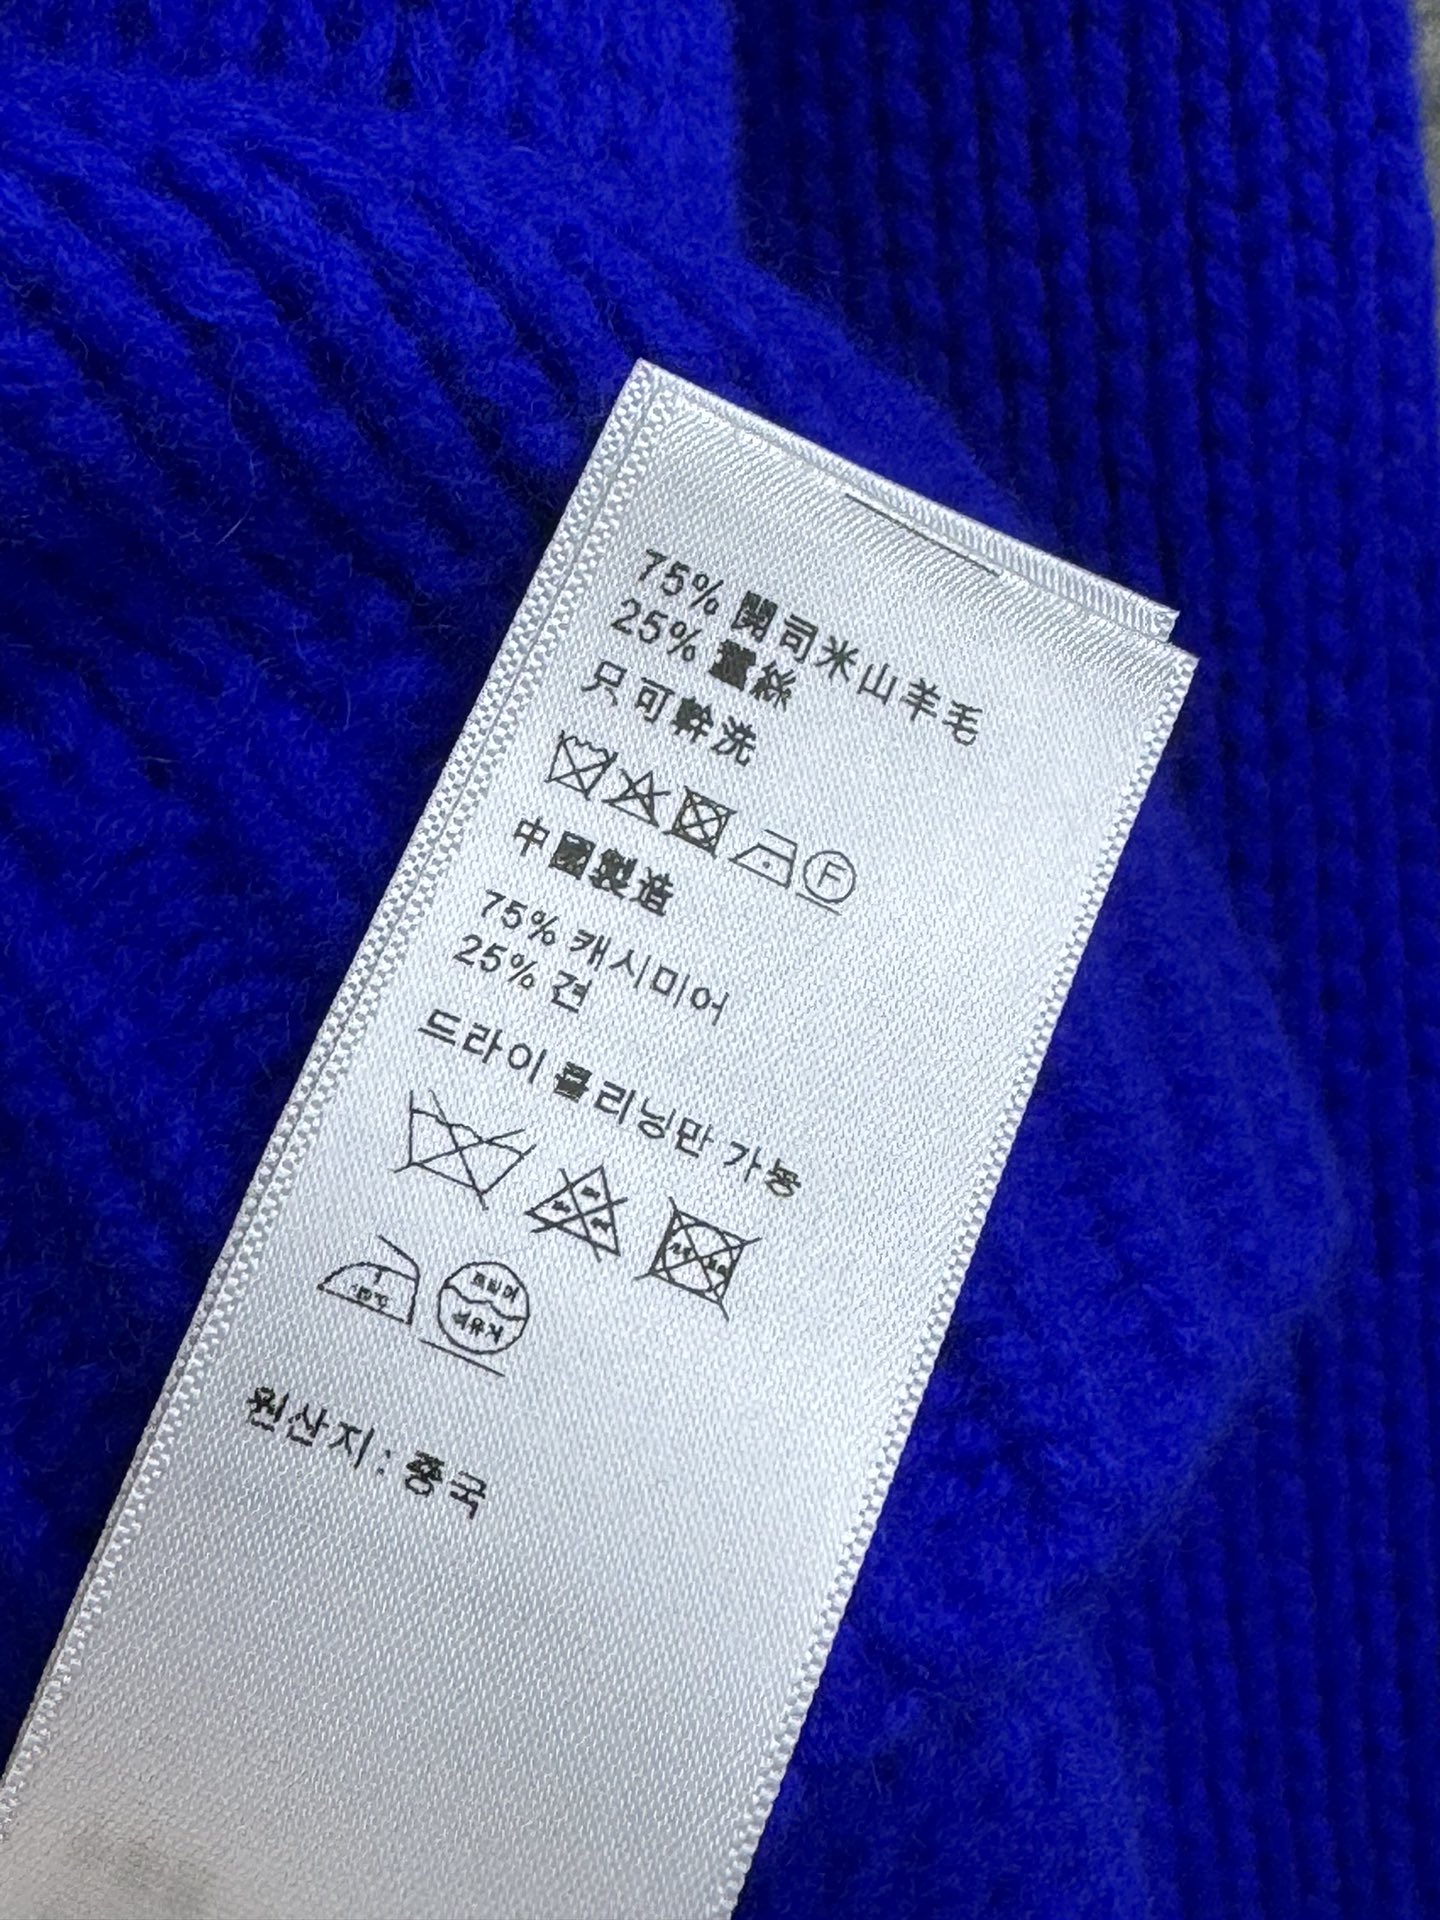 75% 開司米山羊毛
25% 蠶絲
只可幹洗
F
中國製造
75% 캐시미어
25% 견
드라이 클리닝만 가능
원산지: 중국